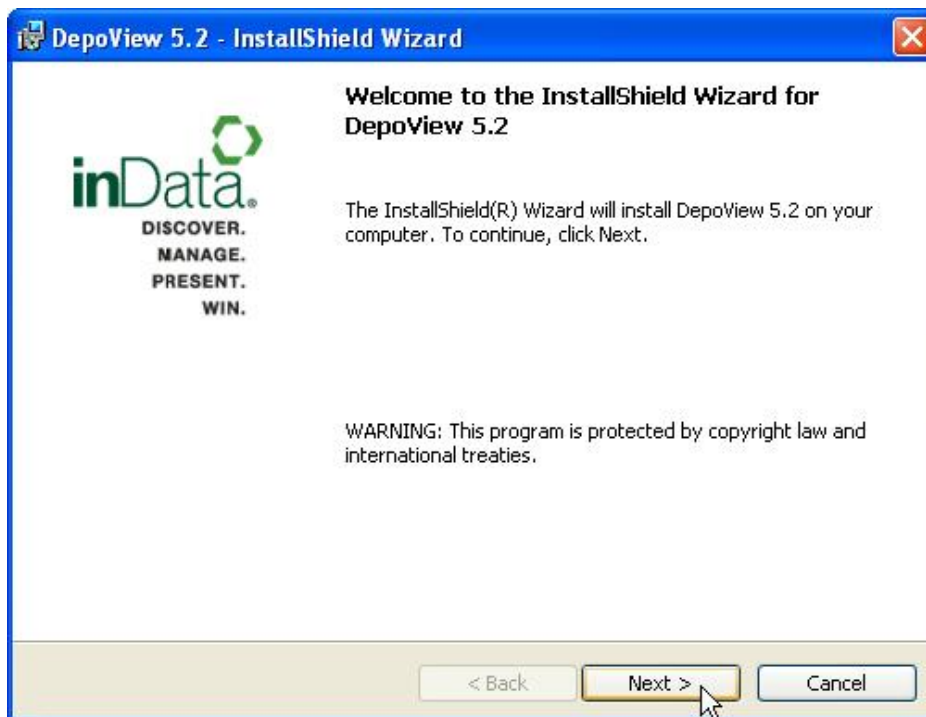 DepoView 5.2 - InstallShield Wizard
Welcome to the InstallShield Wizard for
DepoView 5.2
inData®
DISCOVER.
MANAGE.
PRESENT.
WIN.
The InstallShield(R) Wizard will install DepoView 5.2 on your
computer. To continue, click Next.
WARNING: This program is protected by copyright law and
international treaties.
< Back
Next >
Cancel